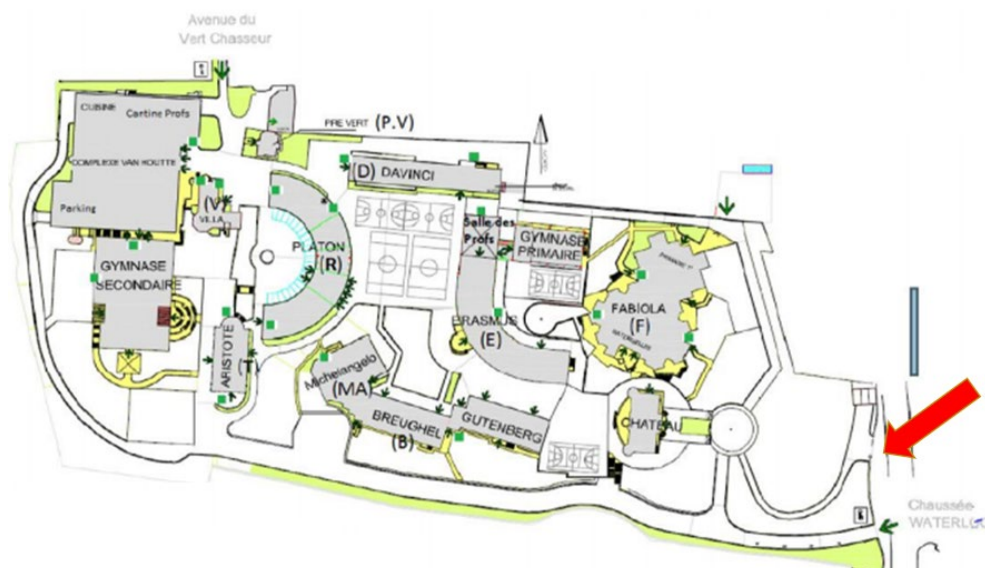 Avenue du
Vert Chasseur
CUISINE
Cantine Profs
COMPLEXE VAN HOUTTE
Parking
(V)
VILLA
PRE VERT (P.V)
(D) DAVINCI
Salle des
Profs
GYMNASE
PRIMAIRE
PLATON
(R)
GYMNASE
SECONDAIRE
ARISTOTE
ERASMUS
(E)
FABIOLA
(F)
MATERNELLES
Michelangelo
(MA)
BREUGHEL
(B)
GUTENBERG
CHATEAU
Chaussée